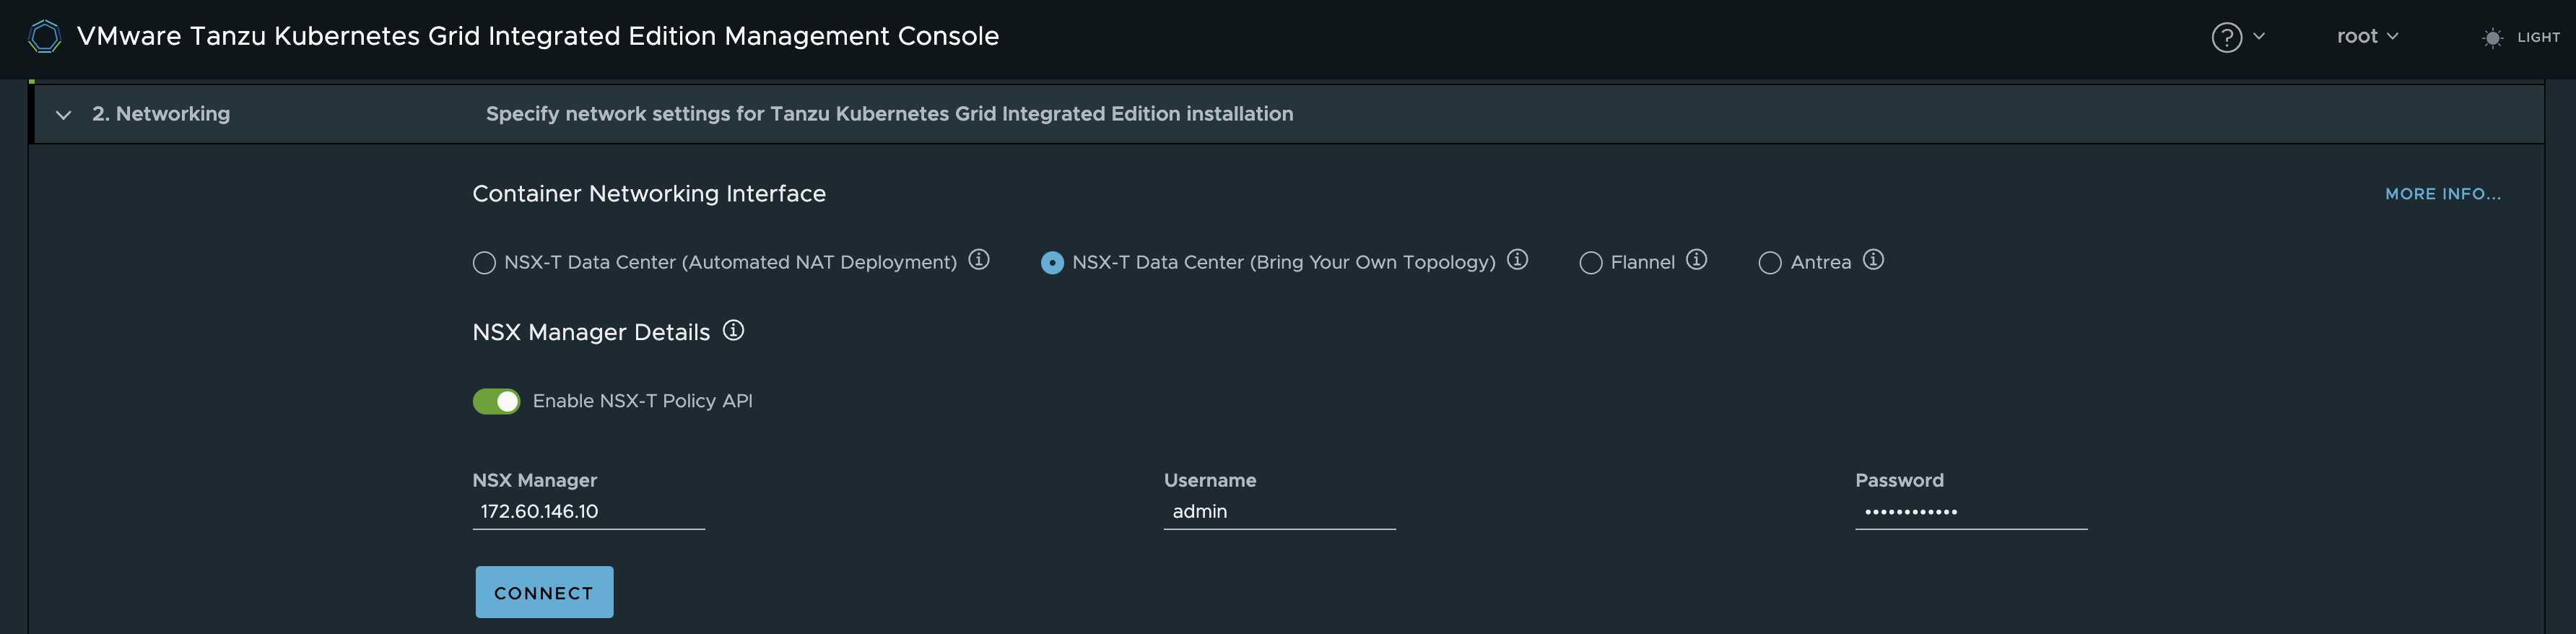 VMware Tanzu Kubernetes Grid Integrated Edition Management Console
root
LIGHT
2. Networking
Specify network settings for Tanzu Kubernetes Grid Integrated Edition installation
Container Networking Interface
MORE INFO...
NSX-T Data Center (Automated NAT Deployment)
NSX-T Data Center (Bring Your Own Topology)
Flannel
Antrea
NSX Manager Details
Enable NSX-T Policy API
NSX Manager
Username
Password
172.60.146.10
admin
••••••••••••
CONNECT